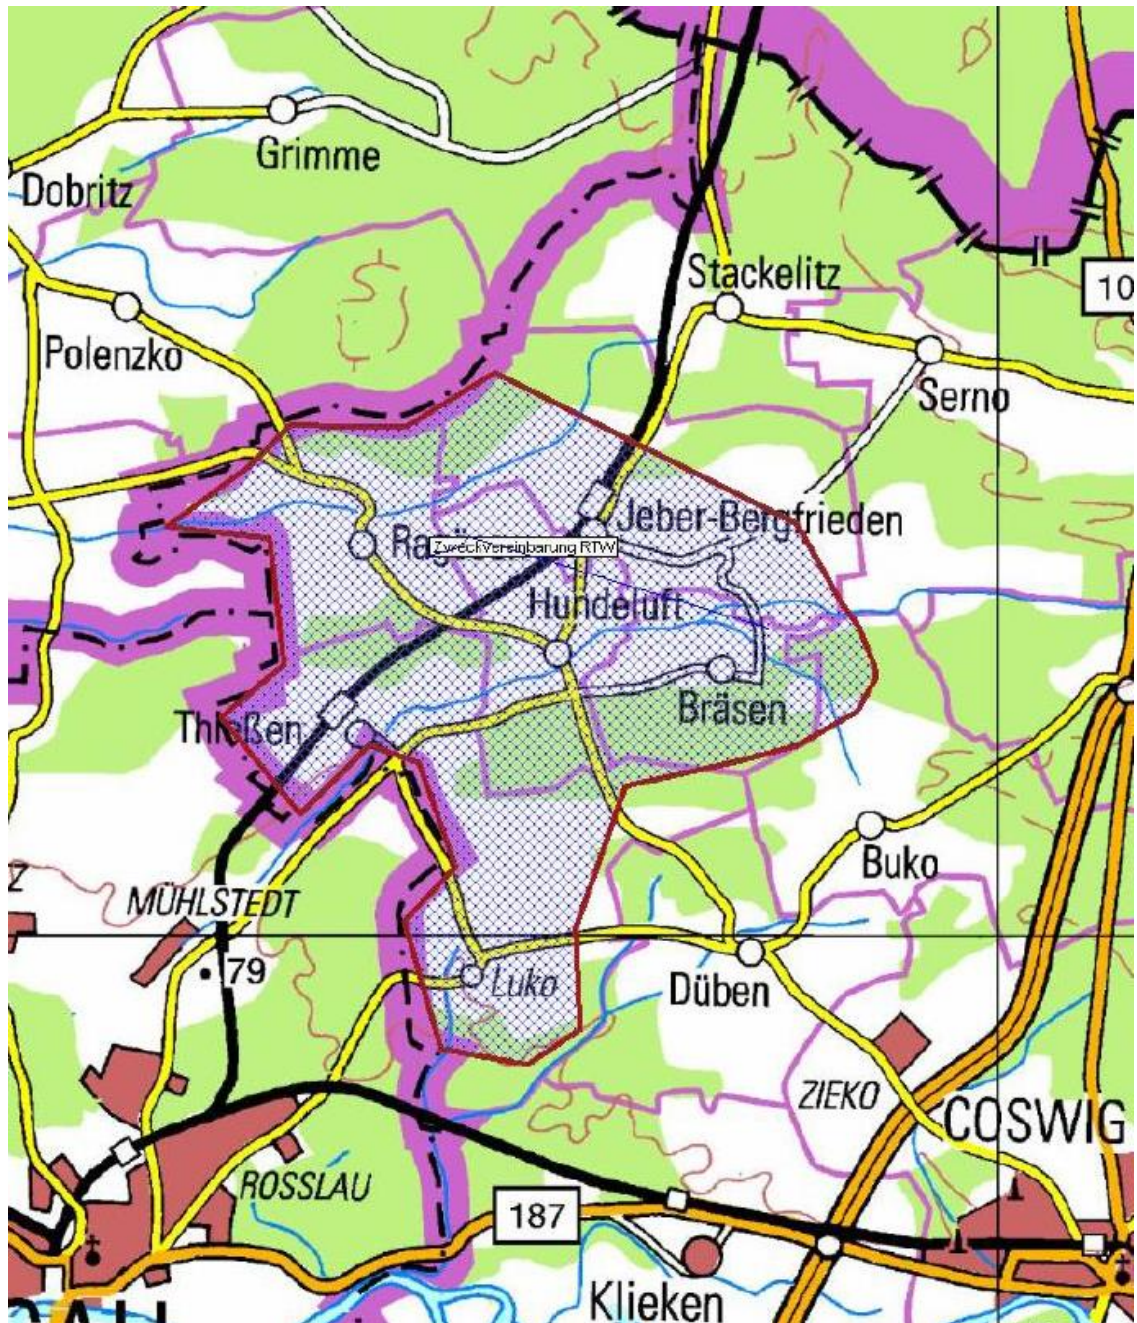 Grimme
Dobritz
Stackelitz
10
Polenzko
Serno
Jeber-Bergfrieden
Zweckvereinbarung RTW
Hundeluft
Bräsen
Thießen
Buko
Z
MÜHLSTEDT
79
Luko
Düben
ZIEKO
COSWIG
ROSSLAU
187
Klieken